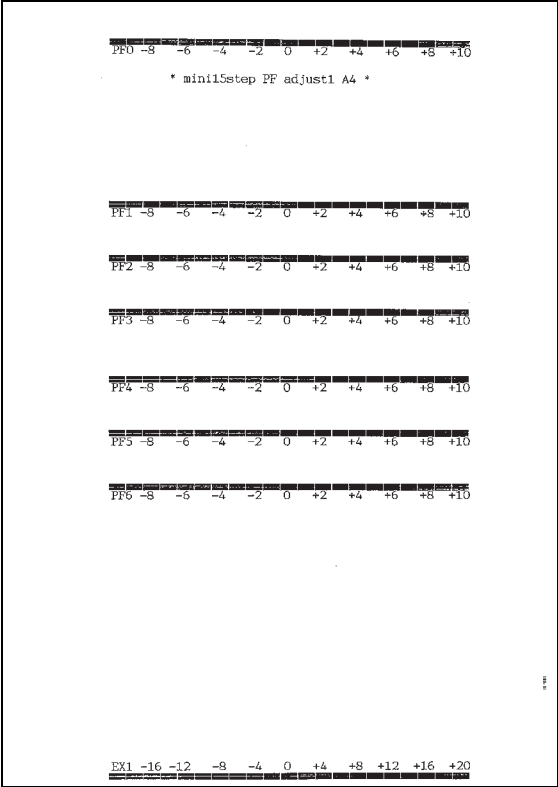 PF0 -8 -6 -4 -2 0 +2 +4 +6 +8 +10
* mini15step PF adjust1 A4 *
PF1 -8 -6 -4 -2 0 +2 +4 +6 +8 +10
PF2 -8 -6 -4 -2 0 +2 +4 +6 +8 +10
PF3 -8 -6 -4 -2 0 +2 +4 +6 +8 +10
PF4 -8 -6 -4 -2 0 +2 +4 +6 +8 +10
PF5 -8 -6 -4 -2 0 +2 +4 +6 +8 +10
PF6 -8 -6 -4 -2 0 +2 +4 +6 +8 +10
EX1 -16 -12 -8 -4 0 +4 +8 +12 +16 +20